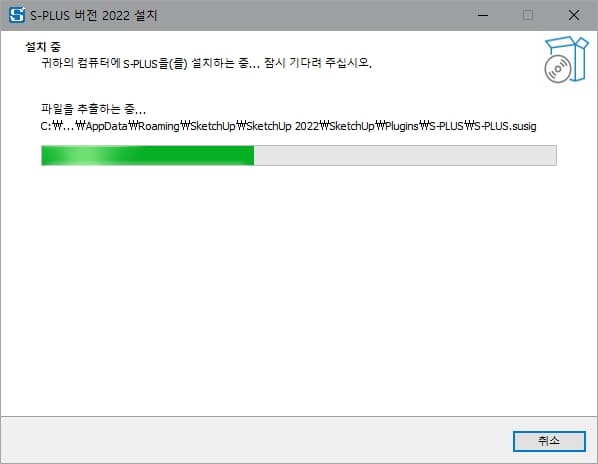 S-PLUS 버전 2022 설치
설치 중
귀하의 컴퓨터에 S-PLUS을(를) 설치하는 중... 잠시 기다려 주십시오.
파일을 추출하는 중...
C:₩...₩AppData₩Roaming₩SketchUp₩SketchUp 2022₩SketchUp₩Plugins₩S-PLUS₩S-PLUS.susig
취소